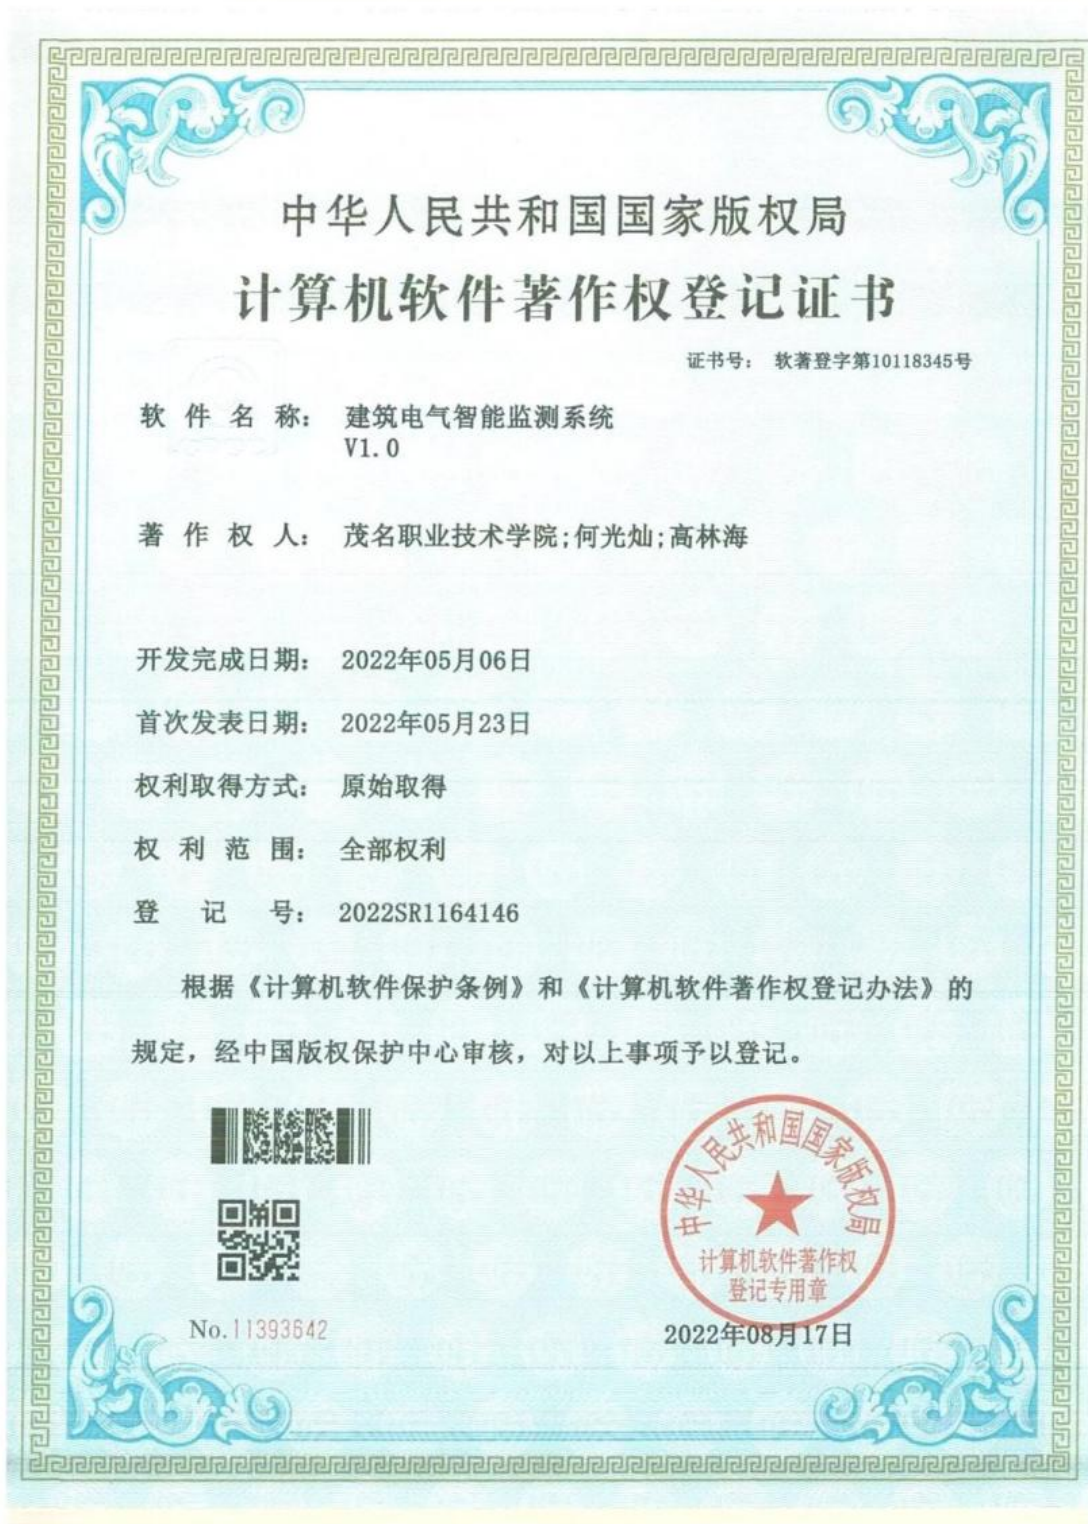 中华人民共和国国家版权局
计算机软件著作权登记证书
证书号： 软著登字第10118345号
软件名称： 建筑电气智能监测系统
V1.0
著作权人： 茂名职业技术学院;何光灿;高林海
开发完成日期： 2022年05月06日
首次发表日期： 2022年05月23日
权利取得方式： 原始取得
权利范围： 全部权利
登记号： 2022SR1164146
根据《计算机软件保护条例》和《计算机软件著作权登记办法》的
规定，经中国版权保护中心审核，对以上事项予以登记。
中华人民共和国国家版权局
计算机软件著作权
登记专用章
No.11393642
2022年08月17日